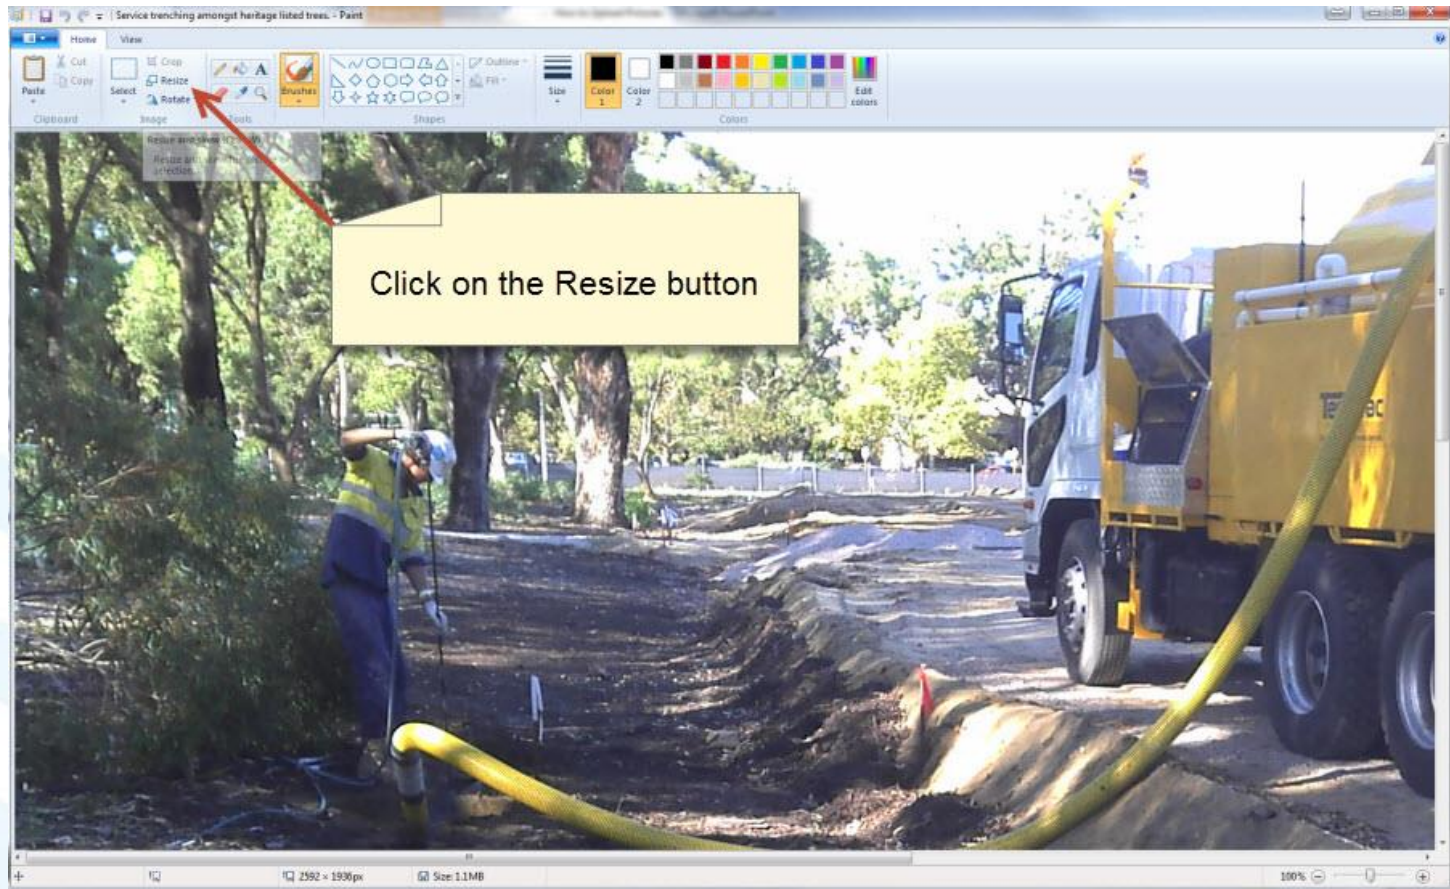 Service trenching amongst heritage listed trees. - Paint
Home View
Paste
Cut
Copy
Clipboard
Select
Crop
Resize
Rotate
Image
Tools
Brushes
Outline
Fill
Shapes
Size
Color 1
Color 2
Edit colors
Colors
Click on the Resize button
2592 × 1936px
Size: 1.1MB
100%